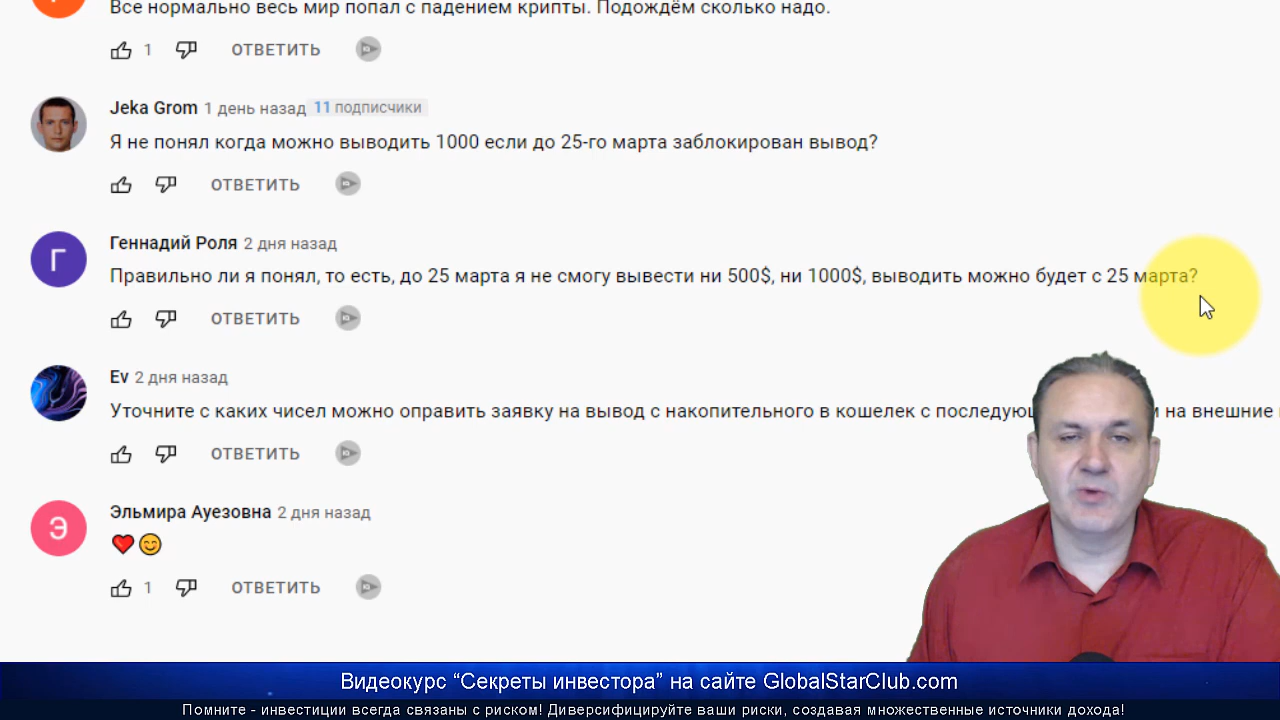 Все нормально весь мир попал с падением крипты. Подождём сколько надо.
1 ОТВЕТИТЬ
Jeka Grom 1 день назад 11 подписчики
Я не понял когда можно выводить 1000 если до 25-го марта заблокирован вывод?
ОТВЕТИТЬ
Г
Геннадий Роля 2 дня назад
Правильно ли я понял, то есть, до 25 марта я не смогу вывести ни 500$, ни 1000$, выводить можно будет с 25 марта?
ОТВЕТИТЬ
Ev 2 дня назад
Уточните с каких чисел можно оправить заявку на вывод с накопительного в кошелек с на внешние
ОТВЕТИТЬ
Э
Эльмира Ауезовна 2 дня назад
❤😊
1 ОТВЕТИТЬ
Видеокурс “Секреты инвестора” на сайте GlobalStarClub.com
Помните - инвестиции всегда связаны с риском! Диверсифицируйте ваши риски, создавая множественные источники дохода!